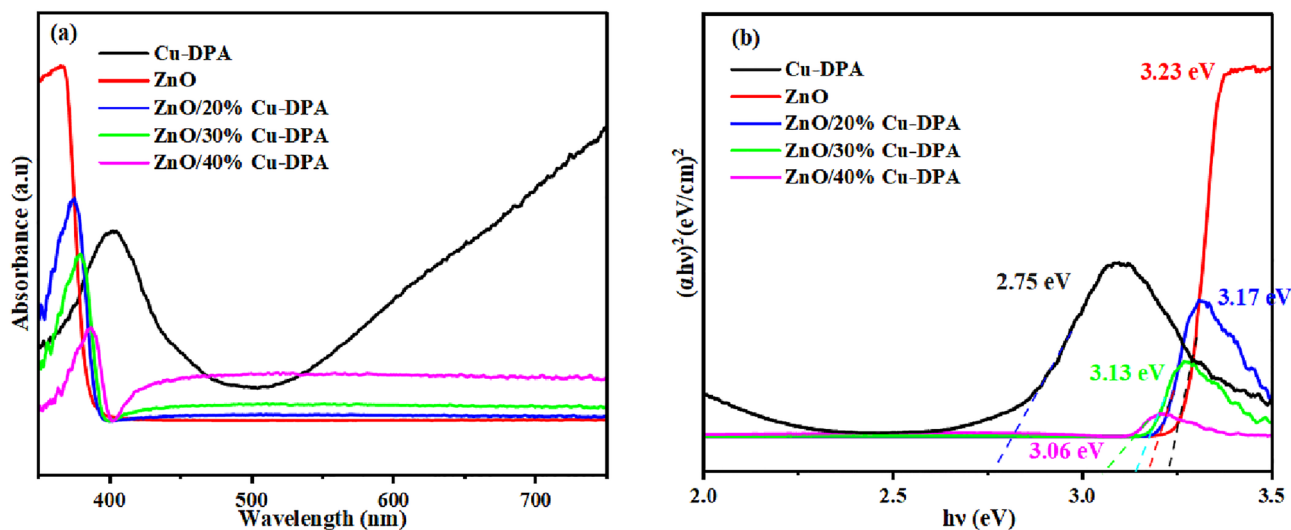 (a)
Cu-DPA
ZnO
ZnO/20% Cu-DPA
ZnO/30% Cu-DPA
ZnO/40% Cu-DPA
Absorbance (a.u)
400
500
600
700
Wavelength (nm)
(b)
Cu-DPA
ZnO
ZnO/20% Cu-DPA
ZnO/30% Cu-DPA
ZnO/40% Cu-DPA
3.23 eV
2.75 eV
3.17 eV
3.13 eV
3.06 eV
(αhν)² (eV/cm)²
2.0
2.5
3.0
3.5
hν (eV)